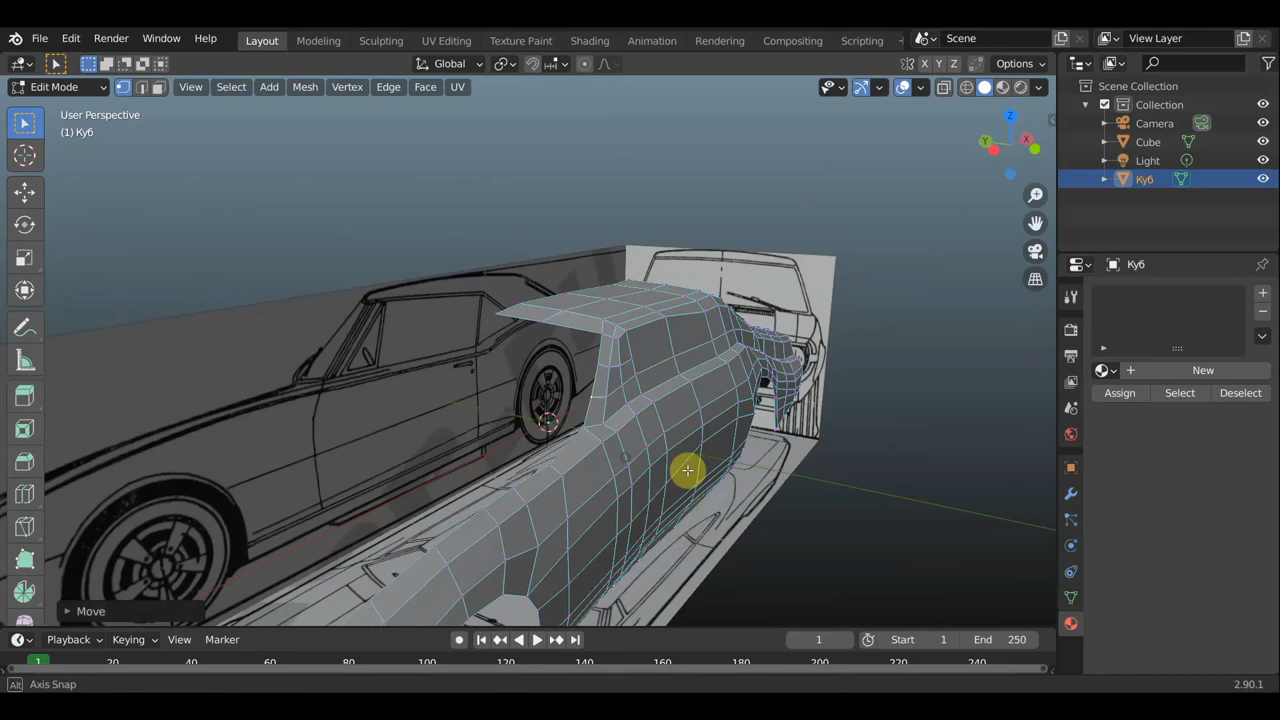 File Edit Render Window Help Layout Modeling Sculpting UV Editing Texture Paint Shading Animation Rendering Compositing Scripting Scene View Layer
Global Options
Edit Mode View Select Add Mesh Vertex Edge Face UV
X Y Z
User Perspective
(1) Куб
Z
Y X
Scene Collection
Collection
Camera
Cube
Light
Куб
Куб
New
Assign Select Deselect
Move
Playback Keying View Marker 1 Start 1 End 250
1 20 40 60 80 100 120 140 160 180 200 220 240
Alt Axis Snap 2.90.1